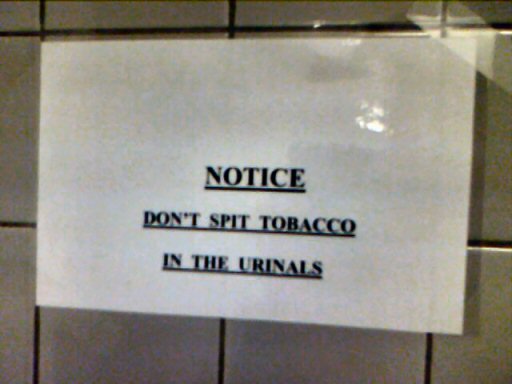 NOTICE
DON'T SPIT TOBACCO
IN THE URINALS